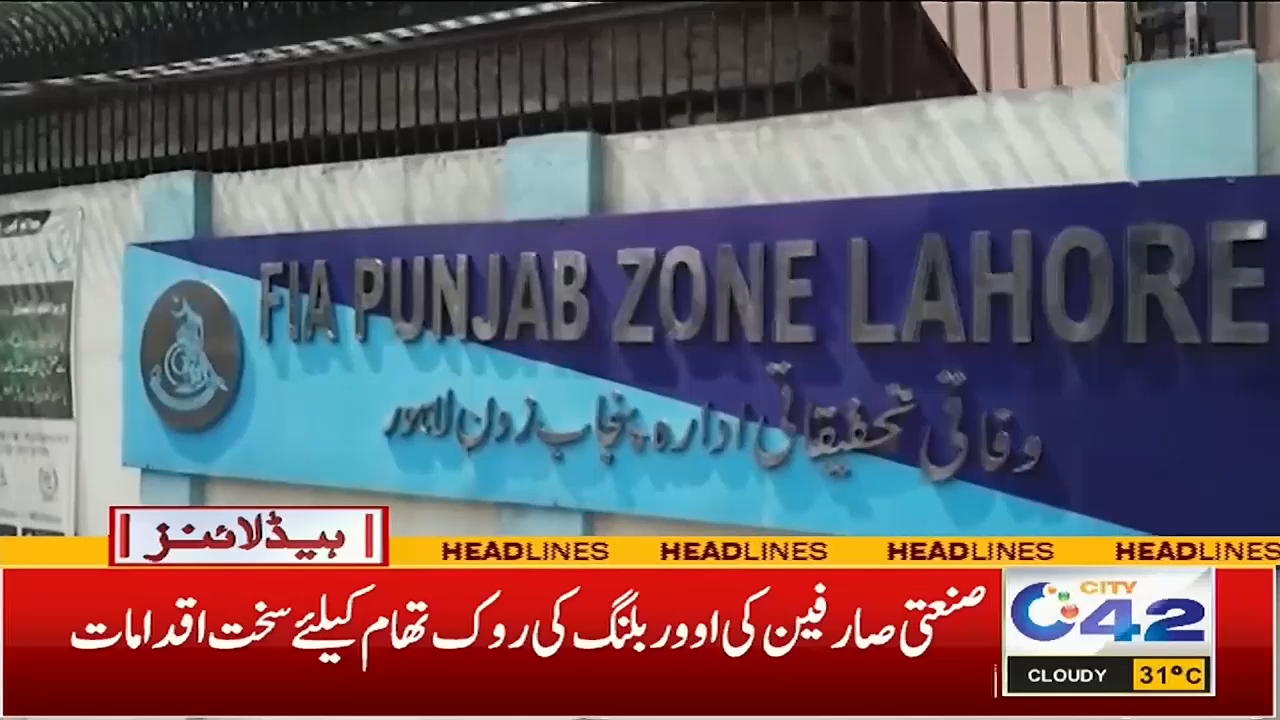 FIA PUNJAB ZONE LAHORE
وفاقی تحقیقاتی ادارہ پنجاب زون لاہور
ہیڈلائنز
HEADLINES HEADLINES HEADLINES HEADLINES
صنعتی صارفین کی اوور بلنگ کی روک تھام کیلئے سخت اقدامات
CITY
42
CLOUDY 31°C